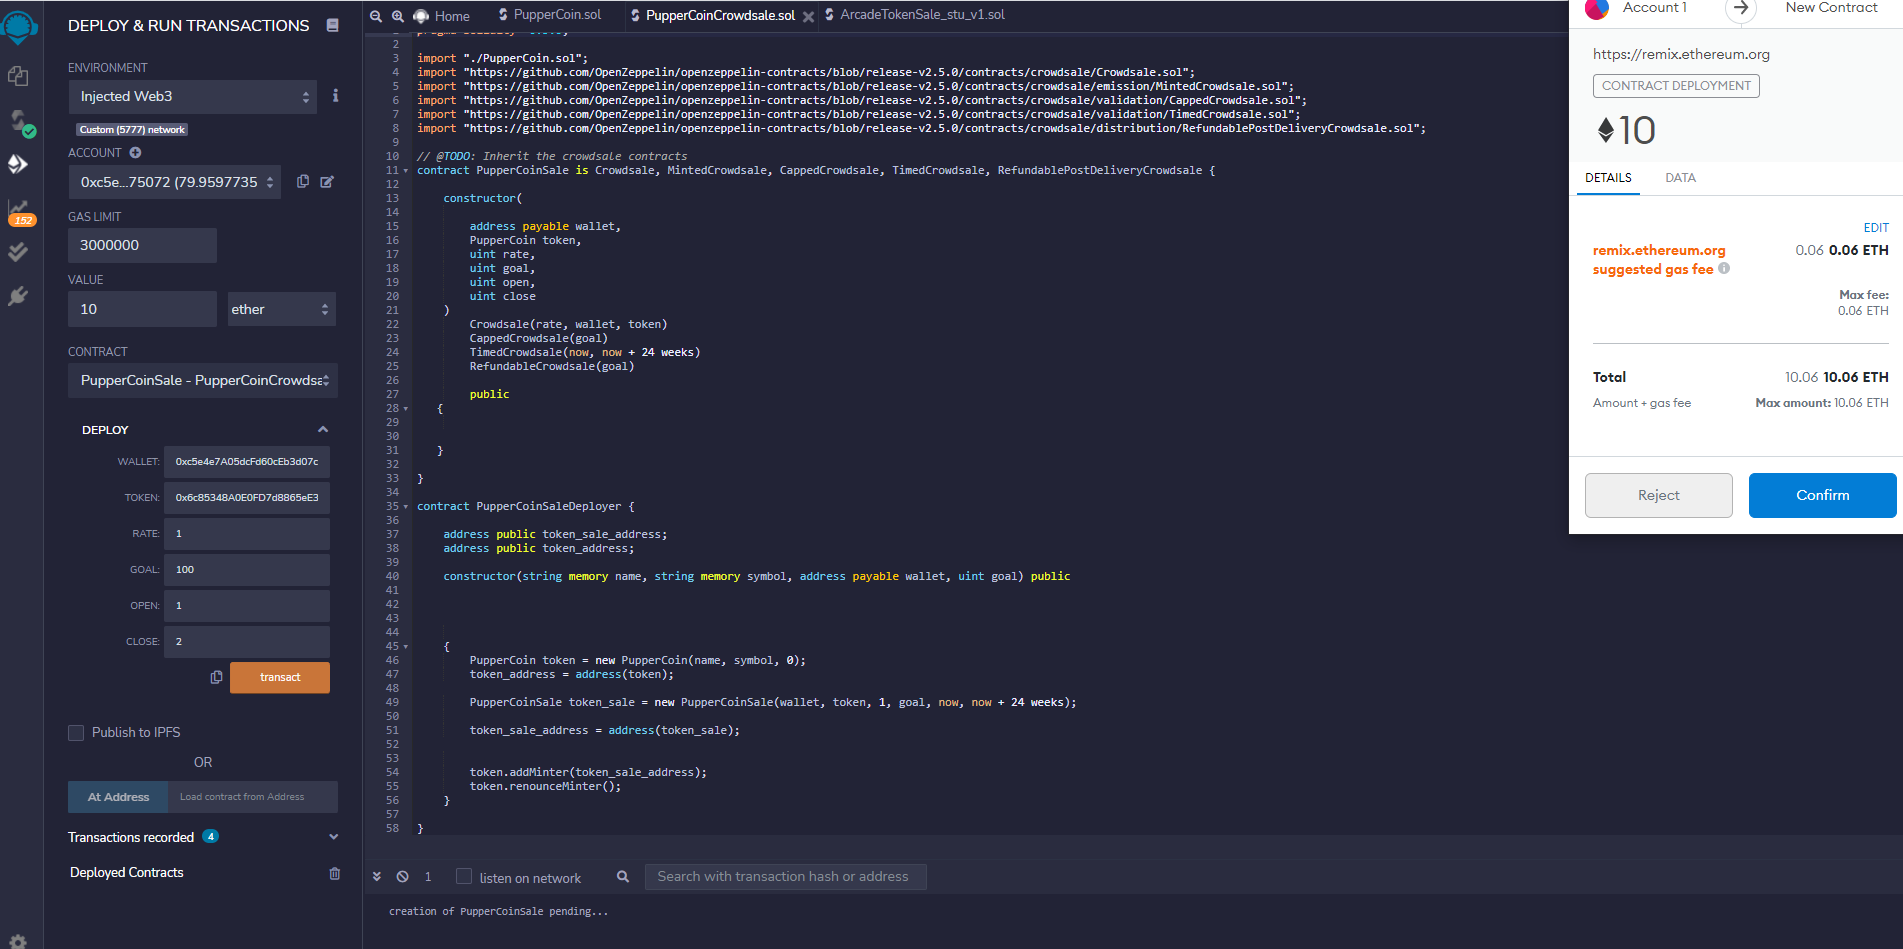 DEPLOY & RUN TRANSACTIONS
ENVIRONMENT
Injected Web3
Custom (5777) network
ACCOUNT
0xc5e...75072 (79.9597735
GAS LIMIT
3000000
VALUE
10
ether
CONTRACT
PupperCoinSale - PupperCoinCrowdsa
DEPLOY
WALLET: 0xc5e4e7A05dcFd60cEb3d07c
TOKEN: 0x6c85348A0E0FD7d8865eE3
RATE: 1
GOAL: 100
OPEN: 1
CLOSE: 2
transact
Publish to IPFS
OR
At Address
Load contract from Address
Transactions recorded 4
Deployed Contracts
152
Home
PupperCoin.sol
PupperCoinCrowdsale.sol
ArcadeTokenSale_stu_v1.sol
2
3 import "./PupperCoin.sol";
4 import "https://github.com/OpenZeppelin/openzeppelin-contracts/blob/release-v2.5.0/contracts/crowdsale/Crowdsale.sol";
5 import "https://github.com/OpenZeppelin/openzeppelin-contracts/blob/release-v2.5.0/contracts/crowdsale/emission/MintedCrowdsale.sol";
6 import "https://github.com/OpenZeppelin/openzeppelin-contracts/blob/release-v2.5.0/contracts/crowdsale/validation/CappedCrowdsale.sol";
7 import "https://github.com/OpenZeppelin/openzeppelin-contracts/blob/release-v2.5.0/contracts/crowdsale/validation/TimedCrowdsale.sol";
8 import "https://github.com/OpenZeppelin/openzeppelin-contracts/blob/release-v2.5.0/contracts/crowdsale/distribution/RefundablePostDeliveryCrowdsale.sol";
9
10 // @TODO: Inherit the crowdsale contracts
11 contract PupperCoinSale is Crowdsale, MintedCrowdsale, CappedCrowdsale, TimedCrowdsale, RefundablePostDeliveryCrowdsale {
12
13 constructor(
14
15 address payable wallet,
16 PupperCoin token,
17 uint rate,
18 uint goal,
19 uint open,
20 uint close
21 )
22 Crowdsale(rate, wallet, token)
23 CappedCrowdsale(goal)
24 TimedCrowdsale(now, now + 24 weeks)
25 RefundableCrowdsale(goal)
26
27 public
28 {
29
30
31 }
32
33 }
34
35 contract PupperCoinSaleDeployer {
36
37 address public token_sale_address;
38 address public token_address;
39
40 constructor(string memory name, string memory symbol, address payable wallet, uint goal) public
41
42
43
44
45 {
46 PupperCoin token = new PupperCoin(name, symbol, 0);
47 token_address = address(token);
48
49 PupperCoinSale token_sale = new PupperCoinSale(wallet, token, 1, goal, now, now + 24 weeks);
50
51 token_sale_address = address(token_sale);
52
53
54 token.addMinter(token_sale_address);
55 token.renounceMinter();
56 }
57
58 }
1
listen on network
Search with transaction hash or address
creation of PupperCoinSale pending...
Account 1
New Contract
https://remix.ethereum.org
CONTRACT DEPLOYMENT
10
DETAILS
DATA
EDIT
remix.ethereum.org 0.06 0.06 ETH
suggested gas fee
Max fee:
0.06 ETH
Total 10.06 10.06 ETH
Amount + gas fee Max amount: 10.06 ETH
Reject
Confirm